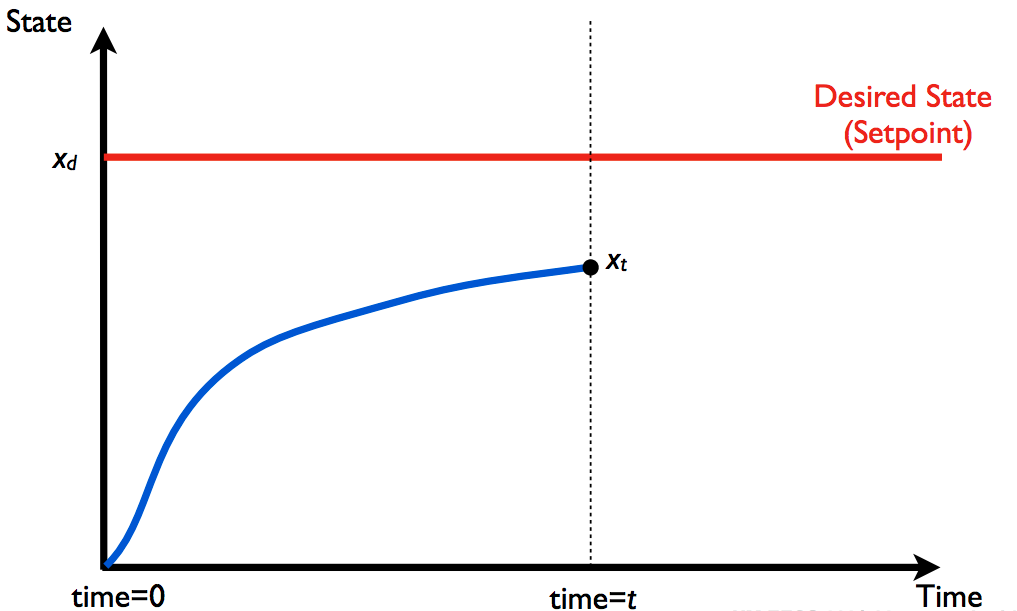 State
Desired State
(Setpoint)
xd
xt
time=0
time=t
Time